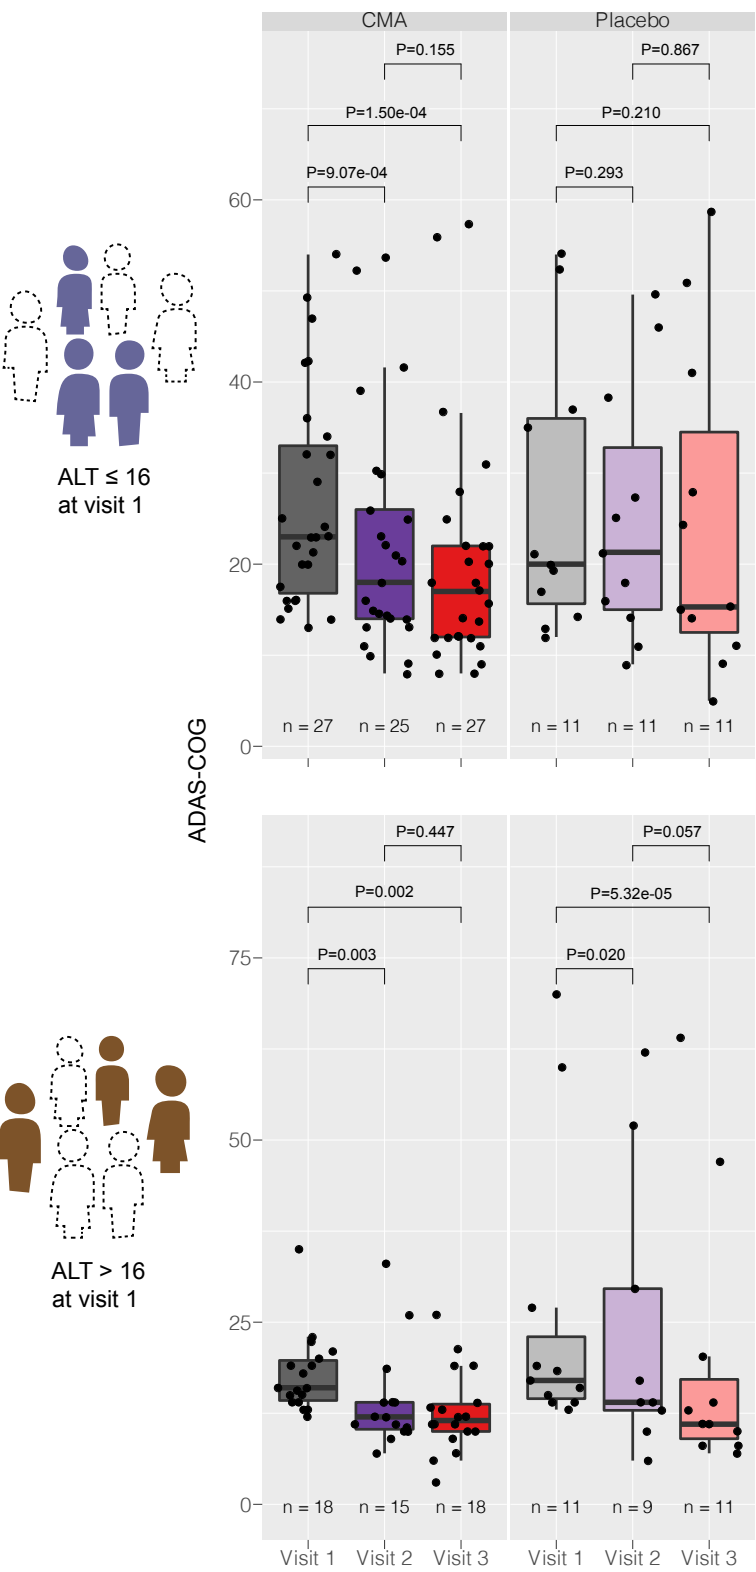 CMA
Placebo
P=0.155
P=0.867
P=1.50e-04
P=0.210
P=9.07e-04
P=0.293
60
40
20
0
ALT ≤ 16
at visit 1
n = 27
n = 25
n = 27
n = 11
n = 11
n = 11
ADAS-COG
P=0.447
P=0.057
P=0.002
P=5.32e-05
P=0.003
P=0.020
75
50
25
0
ALT > 16
at visit 1
n = 18
n = 15
n = 18
n = 11
n = 9
n = 11
Visit 1
Visit 2
Visit 3
Visit 1
Visit 2
Visit 3